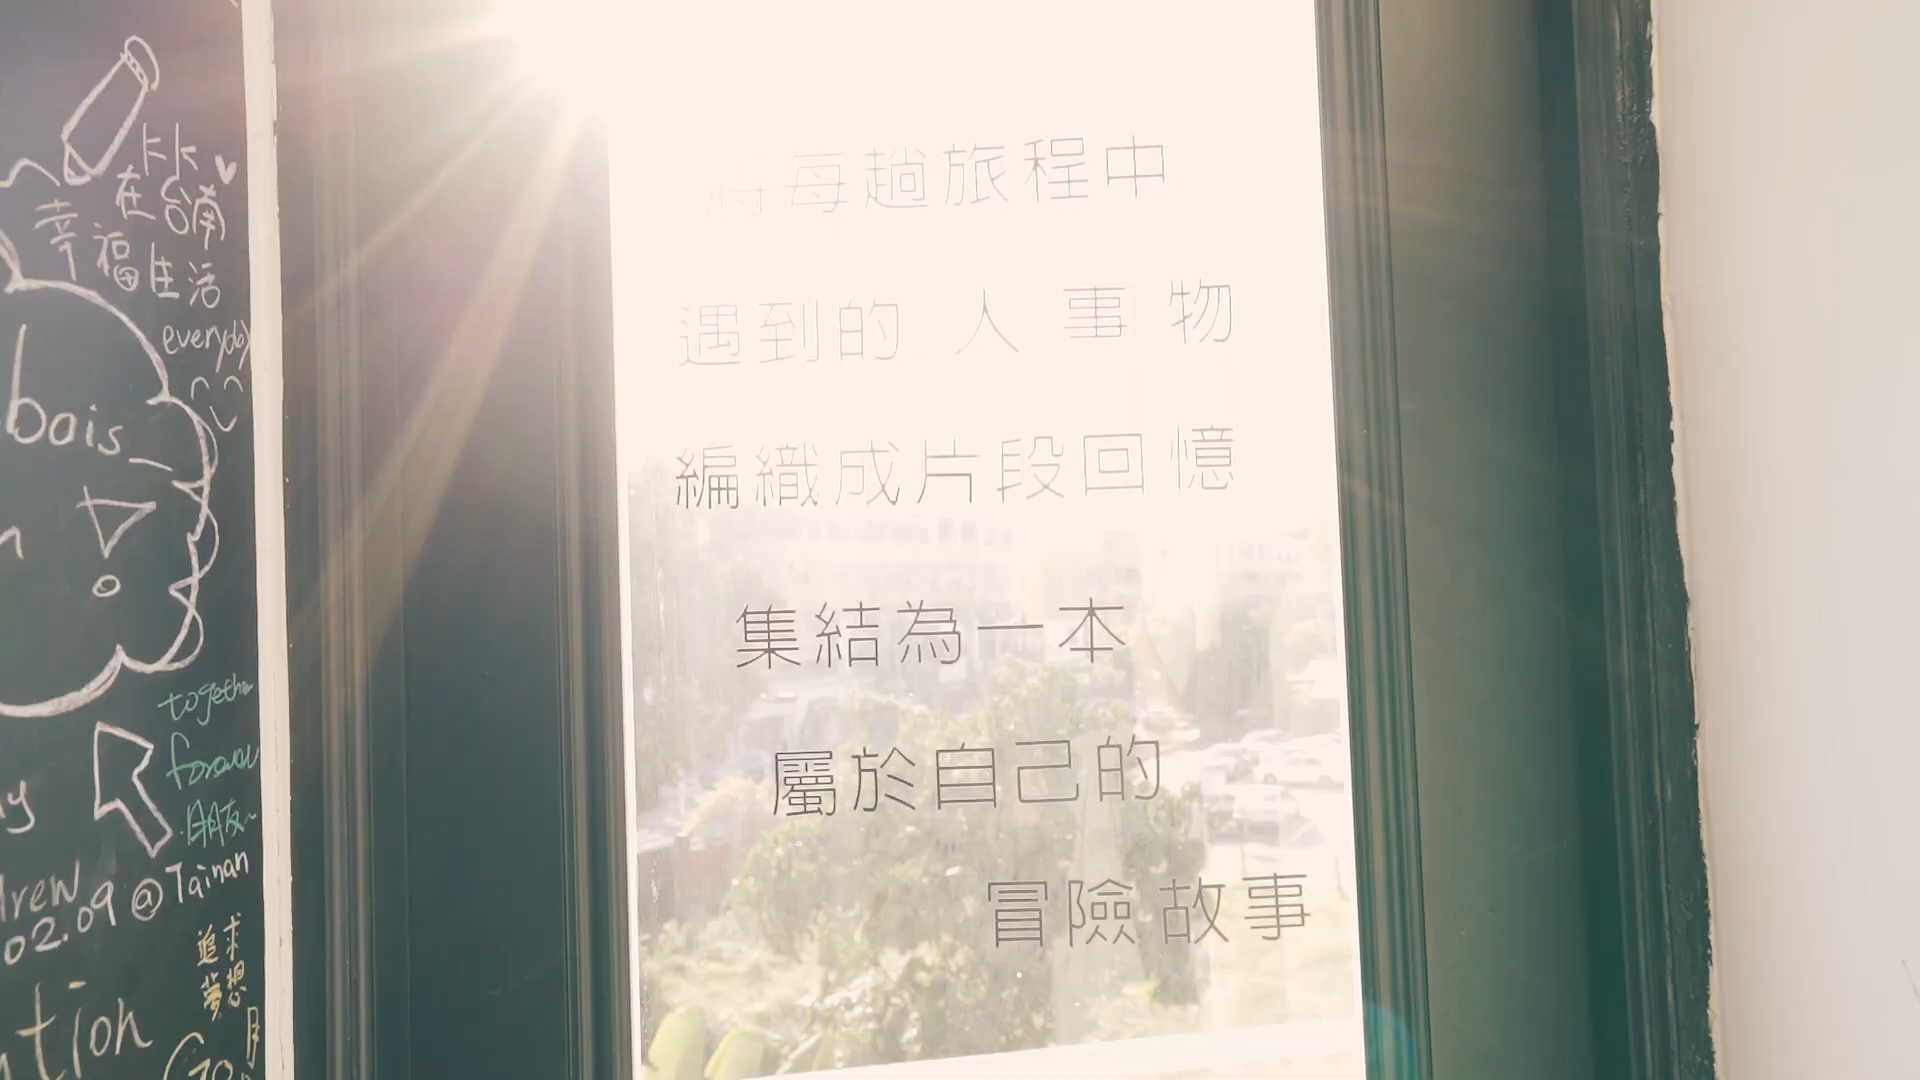 卡卡
在台南
幸福生活
everyday
bois
together
forever
朋友~
02.09 @Tainan
追求
夢想
將每趟旅程中
遇到的 人 事 物
編織成片段回憶
集結為一本
屬於自己的
冒險故事